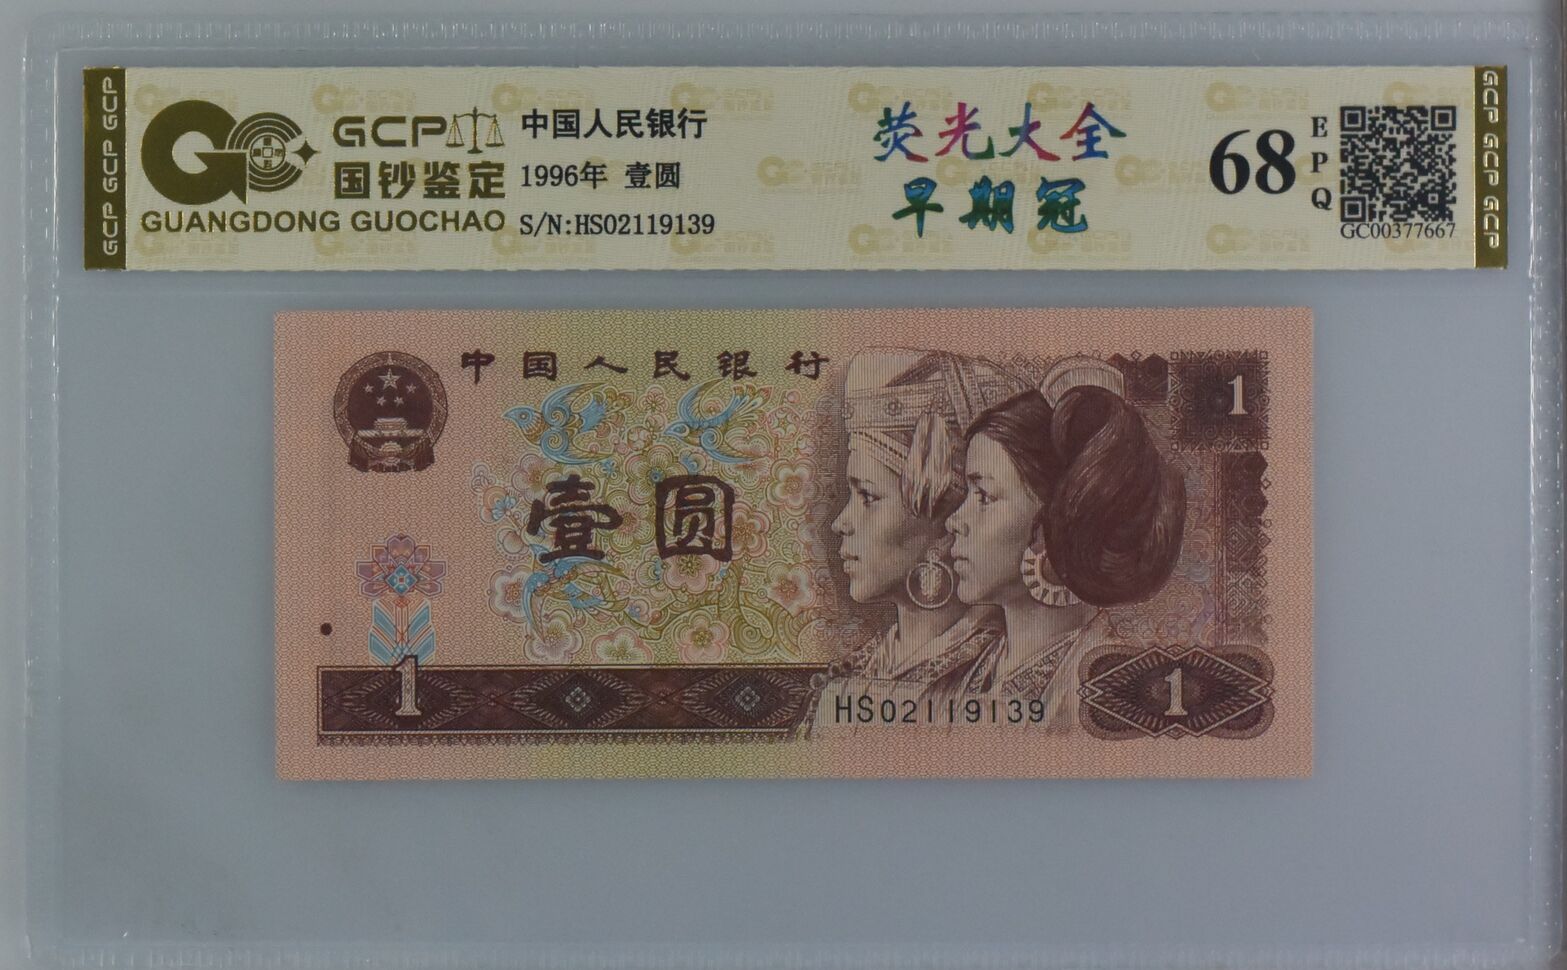 GCP GCP GCP
GCP
国钞鉴定
GUANGDONG GUOCHAO
中国人民银行
1996年 壹圆
S/N:HS02119139
荧光大全
早期冠
68
EPQ
GC00377667
GCP GCP GCP
中国人民银行
1
壹圆
1
HS02119139
1